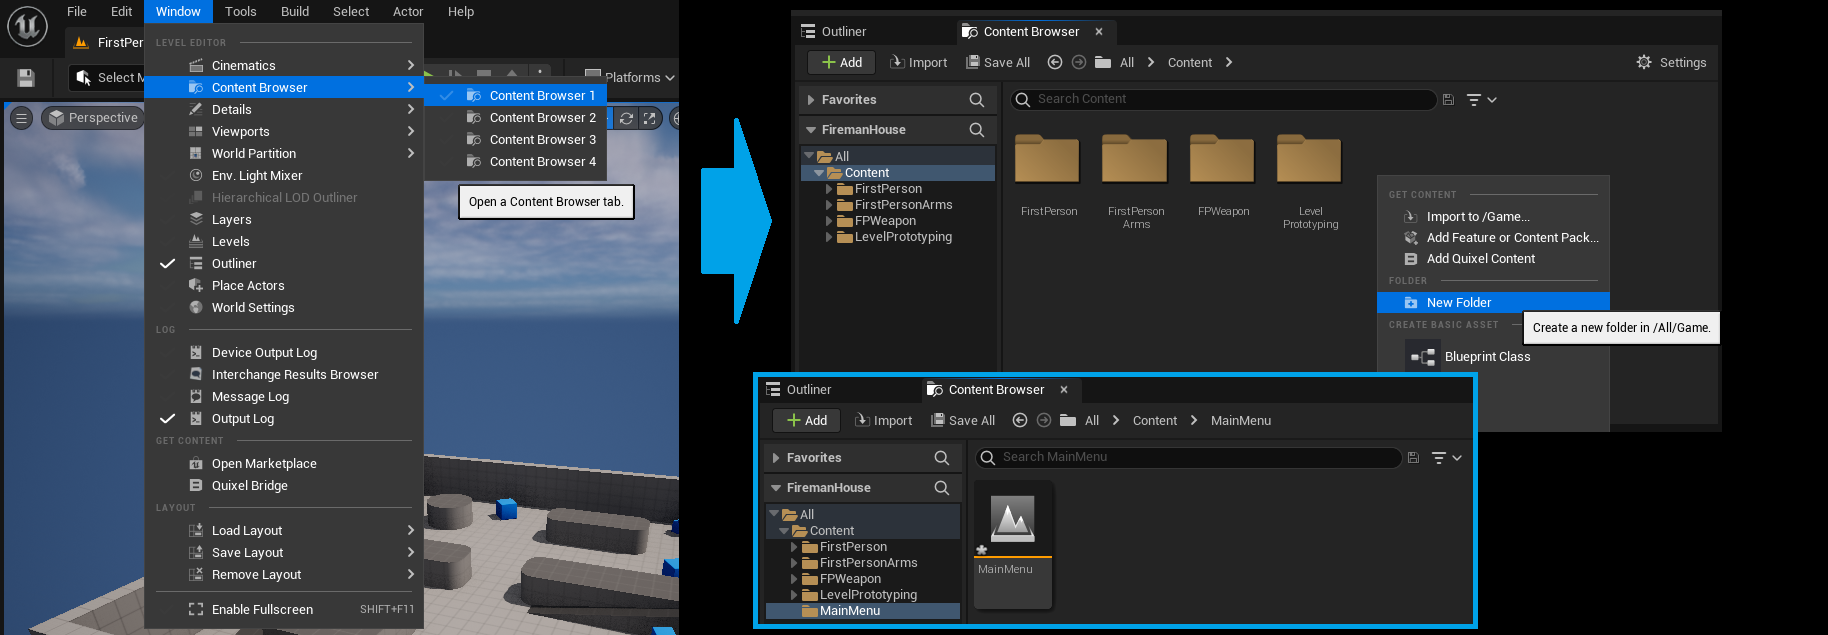 File Edit Window Tools Build Select Actor Help
FirstPer
Select M
Platforms
Perspective
LEVEL EDITOR
Cinematics
Content Browser
Details
Viewports
World Partition
Env. Light Mixer
Hierarchical LOD Outliner
Layers
Levels
Outliner
Place Actors
World Settings
LOG
Device Output Log
Interchange Results Browser
Message Log
Output Log
GET CONTENT
Open Marketplace
Quixel Bridge
LAYOUT
Load Layout
Save Layout
Remove Layout
Enable Fullscreen SHIFT+F11
Content Browser 1
Content Browser 2
Content Browser 3
Content Browser 4
Open a Content Browser tab.
Outliner Content Browser
Add Import Save All All Content Settings
Favorites
Search Content
FiremanHouse
All
Content
FirstPerson
FirstPersonArms
FPWeapon
LevelPrototyping
FirstPerson
FirstPerson
Arms
FPWeapon
Level
Prototyping
GET CONTENT
Import to /Game...
Add Feature or Content Pack...
Add Quixel Content
FOLDER
New Folder
Create a new folder in /All/Game.
CREATE BASIC ASSET
Blueprint Class
Outliner Content Browser
Add Import Save All All Content MainMenu
Favorites
Search MainMenu
FiremanHouse
All
Content
FirstPerson
FirstPersonArms
FPWeapon
LevelPrototyping
MainMenu
MainMenu